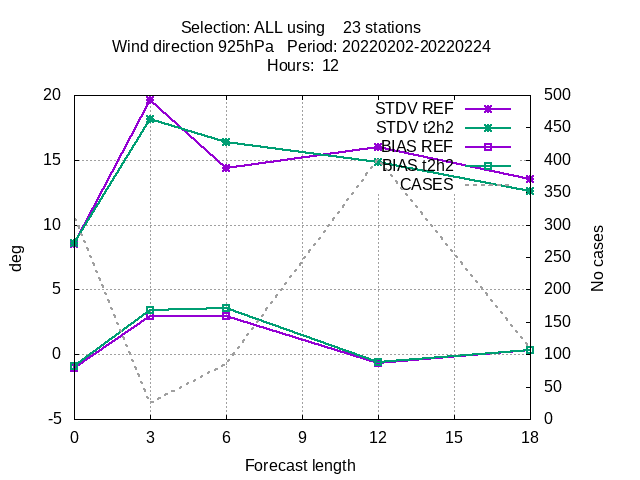 Selection: ALL using    23 stations
Wind direction 925hPa   Period: 20220202-20220224
Hours:  12
STDV REF
STDV t2h2
BIAS REF
BIAS t2h2
CASES
20
15
10
5
0
-5
500
450
400
350
300
250
200
150
100
50
0
deg
No cases
0 3 6 9 12 15 18
Forecast length